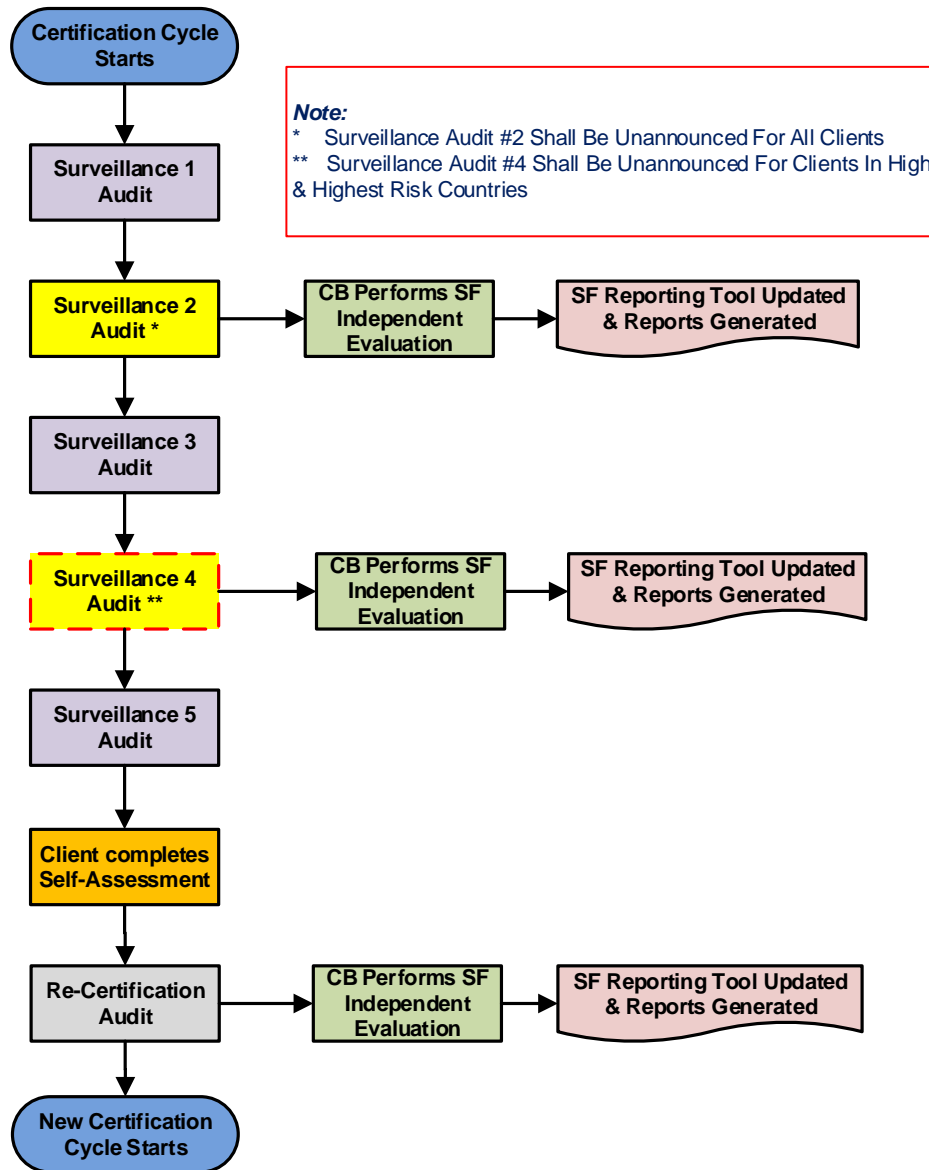 Certification Cycle
Starts
Note:
* Surveillance Audit #2 Shall Be Unannounced For All Clients
** Surveillance Audit #4 Shall Be Unannounced For Clients In High
& Highest Risk Countries
Surveillance 1
Audit
Surveillance 2
Audit *
CB Performs SF
Independent
Evaluation
SF Reporting Tool Updated
& Reports Generated
Surveillance 3
Audit
Surveillance 4
Audit **
CB Performs SF
Independent
Evaluation
SF Reporting Tool Updated
& Reports Generated
Surveillance 5
Audit
Client completes
Self-Assessment
Re-Certification
Audit
CB Performs SF
Independent
Evaluation
SF Reporting Tool Updated
& Reports Generated
New Certification
Cycle Starts